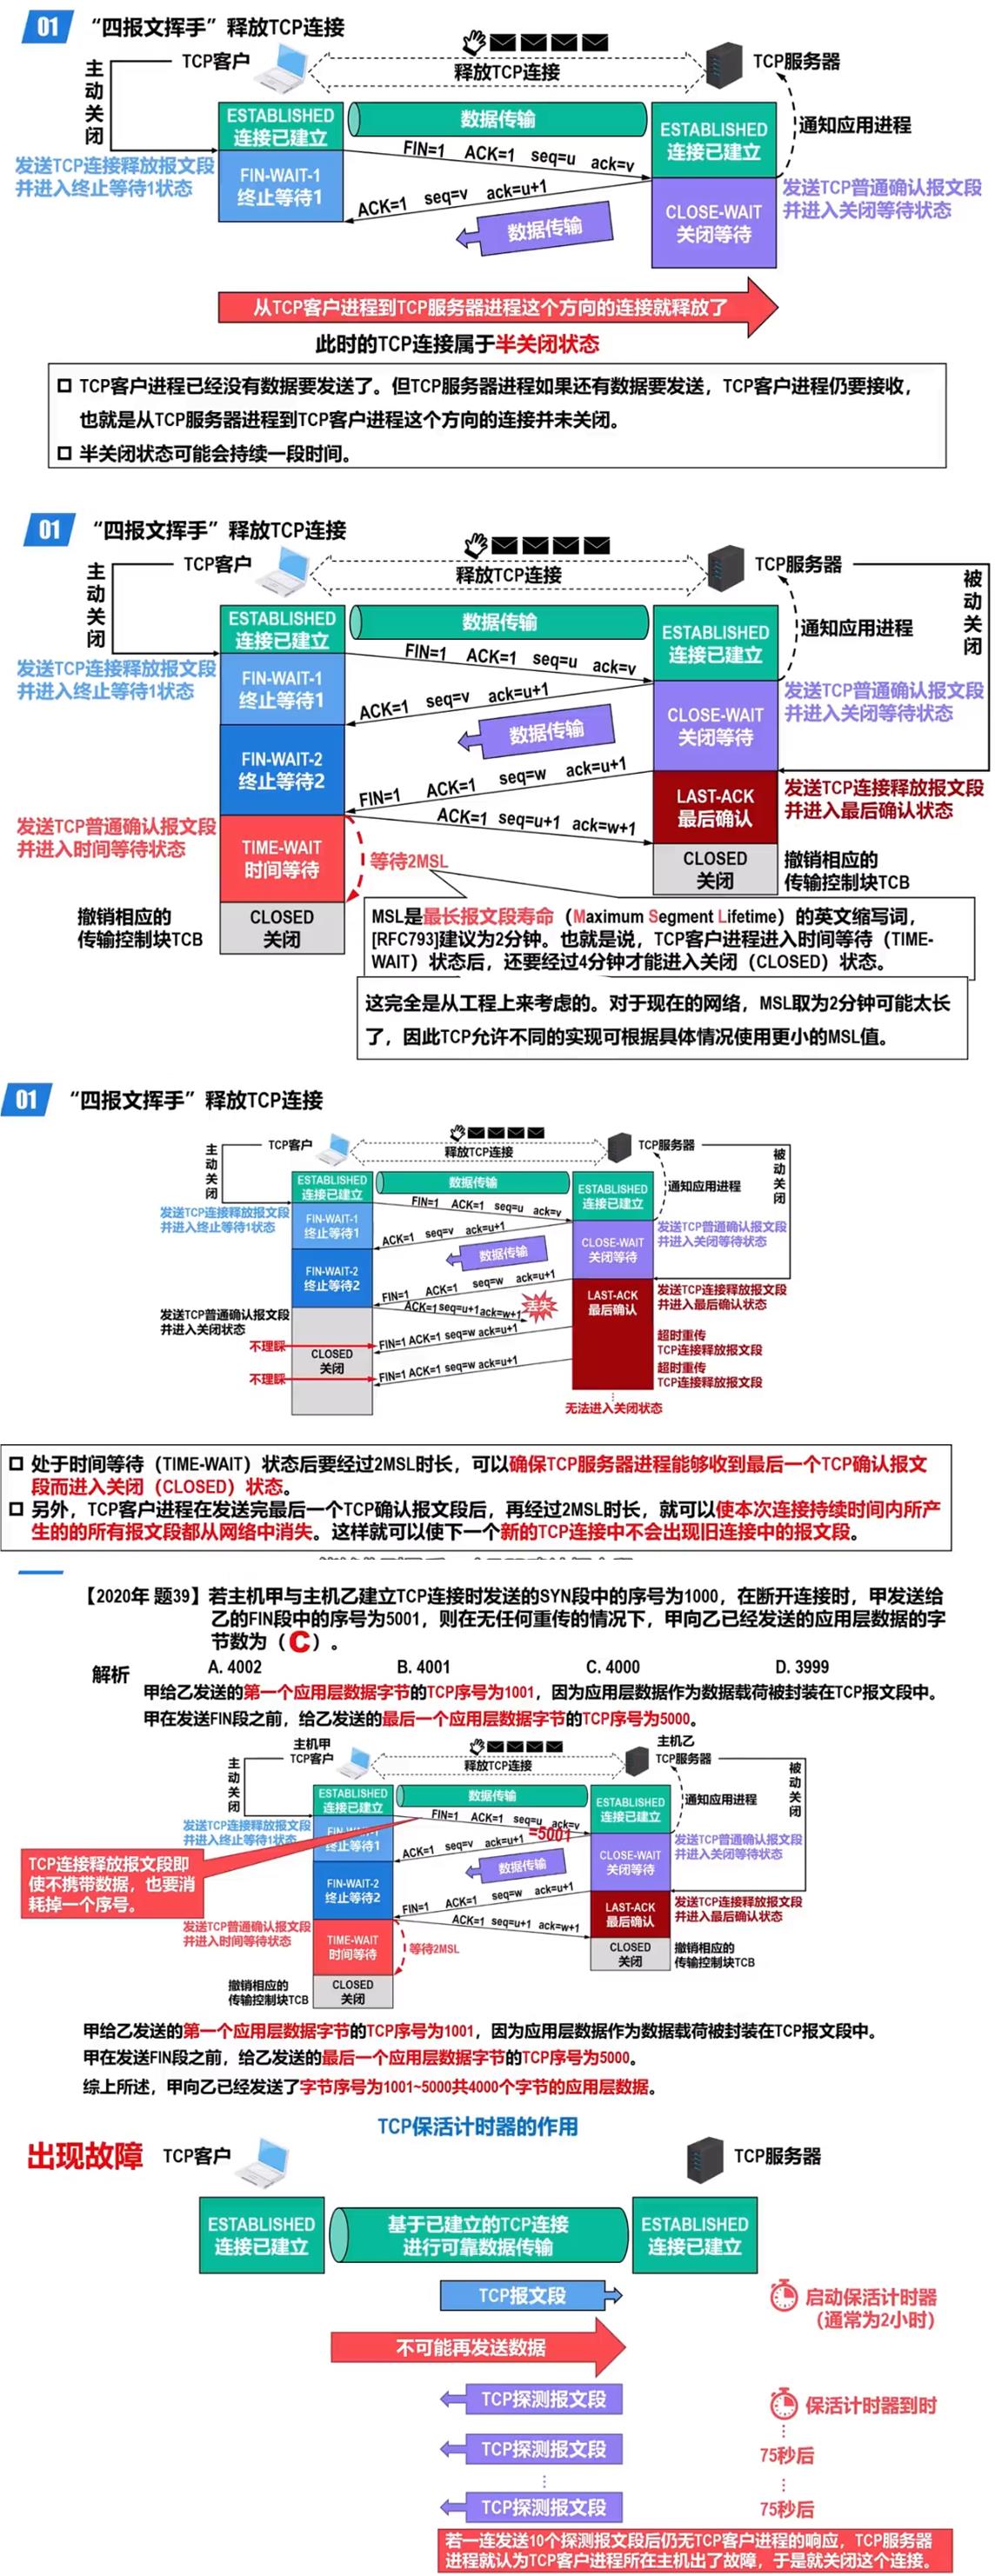 01 “四报文挥手”释放TCP连接
主动关闭
TCP客户
释放TCP连接
TCP服务器
ESTABLISHED
连接已建立
数据传输
ESTABLISHED
连接已建立
通知应用进程
FIN=1 ACK=1 seq=u ack=v
发送TCP连接释放报文段
并进入终止等待1状态
FIN-WAIT-1
终止等待1
ACK=1 seq=v ack=u+1
数据传输
CLOSE-WAIT
关闭等待
发送TCP普通确认报文段
并进入关闭等待状态
从TCP客户进程到TCP服务器进程这个方向的连接就释放了
此时的TCP连接属于半关闭状态
TCP客户进程已经没有数据要发送了。但TCP服务器进程如果还有数据要发送，TCP客户进程仍要接收，
也就是从TCP服务器进程到TCP客户进程这个方向的连接并未关闭。
半关闭状态可能会持续一段时间。
01 “四报文挥手”释放TCP连接
主动关闭
TCP客户
释放TCP连接
TCP服务器
被动关闭
ESTABLISHED
连接已建立
数据传输
ESTABLISHED
连接已建立
通知应用进程
FIN=1 ACK=1 seq=u ack=v
发送TCP连接释放报文段
并进入终止等待1状态
FIN-WAIT-1
终止等待1
ACK=1 seq=v ack=u+1
数据传输
CLOSE-WAIT
关闭等待
发送TCP普通确认报文段
并进入关闭等待状态
FIN-WAIT-2
终止等待2
FIN=1 ACK=1 seq=w ack=u+1
LAST-ACK
最后确认
发送TCP连接释放报文段
并进入最后确认状态
ACK=1 seq=u+1 ack=w+1
发送TCP普通确认报文段
并进入时间等待状态
TIME-WAIT
时间等待
等待2MSL
CLOSED
关闭
撤销相应的
传输控制块TCB
撤销相应的
传输控制块TCB
CLOSED
关闭
MSL是最长报文段寿命（Maximum Segment Lifetime）的英文缩写词，
[RFC793]建议为2分钟。也就是说，TCP客户进程进入时间等待（TIME-
WAIT）状态后，还要经过4分钟才能进入关闭（CLOSED）状态。
这完全是从工程上来考虑的。对于现在的网络，MSL取为2分钟可能太长
了，因此TCP允许不同的实现可根据具体情况使用更小的MSL值。
01 “四报文挥手”释放TCP连接
主动关闭
TCP客户
释放TCP连接
TCP服务器
被动关闭
ESTABLISHED
连接已建立
数据传输
ESTABLISHED
连接已建立
通知应用进程
FIN=1 ACK=1 seq=u ack=v
发送TCP连接释放报文段
并进入终止等待1状态
FIN-WAIT-1
终止等待1
ACK=1 seq=v ack=u+1
数据传输
CLOSE-WAIT
关闭等待
发送TCP普通确认报文段
并进入关闭等待状态
FIN-WAIT-2
终止等待2
FIN=1 ACK=1 seq=w ack=u+1
LAST-ACK
最后确认
发送TCP连接释放报文段
并进入最后确认状态
ACK=1 seq=u+1 ack=w+1
丢失
发送TCP普通确认报文段
并进入关闭状态
不理睬
FIN=1 ACK=1 seq=w ack=u+1
超时重传
TCP连接释放报文段
CLOSED
关闭
不理睬
FIN=1 ACK=1 seq=w ack=u+1
超时重传
TCP连接释放报文段
无法进入关闭状态
处于时间等待（TIME-WAIT）状态后要经过2MSL时长，可以确保TCP服务器进程能够收到最后一个TCP确认报文
段而进入关闭（CLOSED）状态。
另外，TCP客户进程在发送完最后一个TCP确认报文段后，再经过2MSL时长，就可以使本次连接持续时间内所产
生的的所有报文段都从网络中消失。这样就可以使下一个新的TCP连接中不会出现旧连接中的报文段。
【2020年 题39】若主机甲与主机乙建立TCP连接时发送的SYN段中的序号为1000，在断开连接时，甲发送给
乙的FIN段中的序号为5001，则在无任何重传的情况下，甲向乙已经发送的应用层数据的字
节数为（C）。
A. 4002 B. 4001 C. 4000 D. 3999
解析
甲给乙发送的第一个应用层数据字节的TCP序号为1001，因为应用层数据作为数据载荷被封装在TCP报文段中。
甲在发送FIN段之前，给乙发送的最后一个应用层数据字节的TCP序号为5000。
主机甲
TCP客户
释放TCP连接
主机乙
TCP服务器
主动关闭
被动关闭
ESTABLISHED
连接已建立
数据传输
ESTABLISHED
连接已建立
通知应用进程
FIN=1 ACK=1 seq=u ack=v
=5001
发送TCP连接释放报文段
并进入终止等待1状态
FIN-WAIT-1
终止等待1
ACK=1 seq=v ack=u+1
数据传输
CLOSE-WAIT
关闭等待
发送TCP普通确认报文段
并进入关闭等待状态
TCP连接释放报文段即
使不携带数据，也要消
耗掉一个序号。
FIN-WAIT-2
终止等待2
FIN=1 ACK=1 seq=w ack=u+1
LAST-ACK
最后确认
发送TCP连接释放报文段
并进入最后确认状态
ACK=1 seq=u+1 ack=w+1
发送TCP普通确认报文段
并进入时间等待状态
TIME-WAIT
时间等待
等待2MSL
CLOSED
关闭
撤销相应的
传输控制块TCB
撤销相应的
传输控制块TCB
CLOSED
关闭
甲给乙发送的第一个应用层数据字节的TCP序号为1001，因为应用层数据作为数据载荷被封装在TCP报文段中。
甲在发送FIN段之前，给乙发送的最后一个应用层数据字节的TCP序号为5000。
综上所述，甲向乙已经发送了字节序号为1001~5000共4000个字节的应用层数据。
TCP保活计时器的作用
出现故障
TCP客户
TCP服务器
ESTABLISHED
连接已建立
基于已建立的TCP连接
进行可靠数据传输
ESTABLISHED
连接已建立
TCP报文段
启动保活计时器
（通常为2小时）
不可能再发送数据
TCP探测报文段
保活计时器到时
TCP探测报文段
75秒后
TCP探测报文段
75秒后
若一连发送10个探测报文段后仍无TCP客户进程的响应，TCP服务器
进程就认为TCP客户进程所在主机出了故障，于是就关闭这个连接。